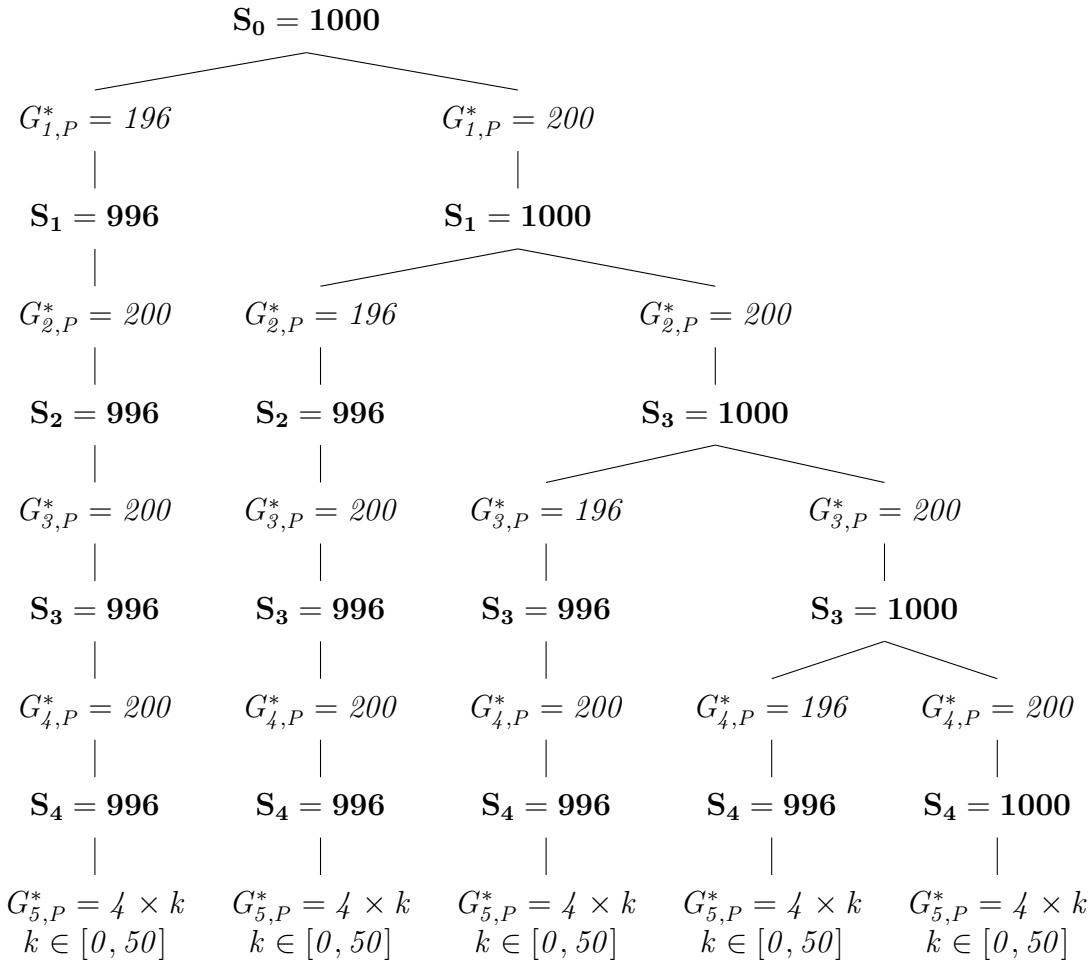 S₀ = 1000
G*₁,P = 196 G*₁,P = 200
S₁ = 996 S₁ = 1000
G*₂,P = 200 G*₂,P = 196 G*₂,P = 200
S₂ = 996 S₂ = 996 S₃ = 1000
G*₃,P = 200 G*₃,P = 200 G*₃,P = 196 G*₃,P = 200
S₃ = 996 S₃ = 996 S₃ = 996 S₃ = 1000
G*₄,P = 200 G*₄,P = 200 G*₄,P = 200 G*₄,P = 196 G*₄,P = 200
S₄ = 996 S₄ = 996 S₄ = 996 S₄ = 996 S₄ = 1000
G*₅,P = 4 × k G*₅,P = 4 × k G*₅,P = 4 × k G*₅,P = 4 × k G*₅,P = 4 × k
k ∈ [0, 50] k ∈ [0, 50] k ∈ [0, 50] k ∈ [0, 50] k ∈ [0, 50]